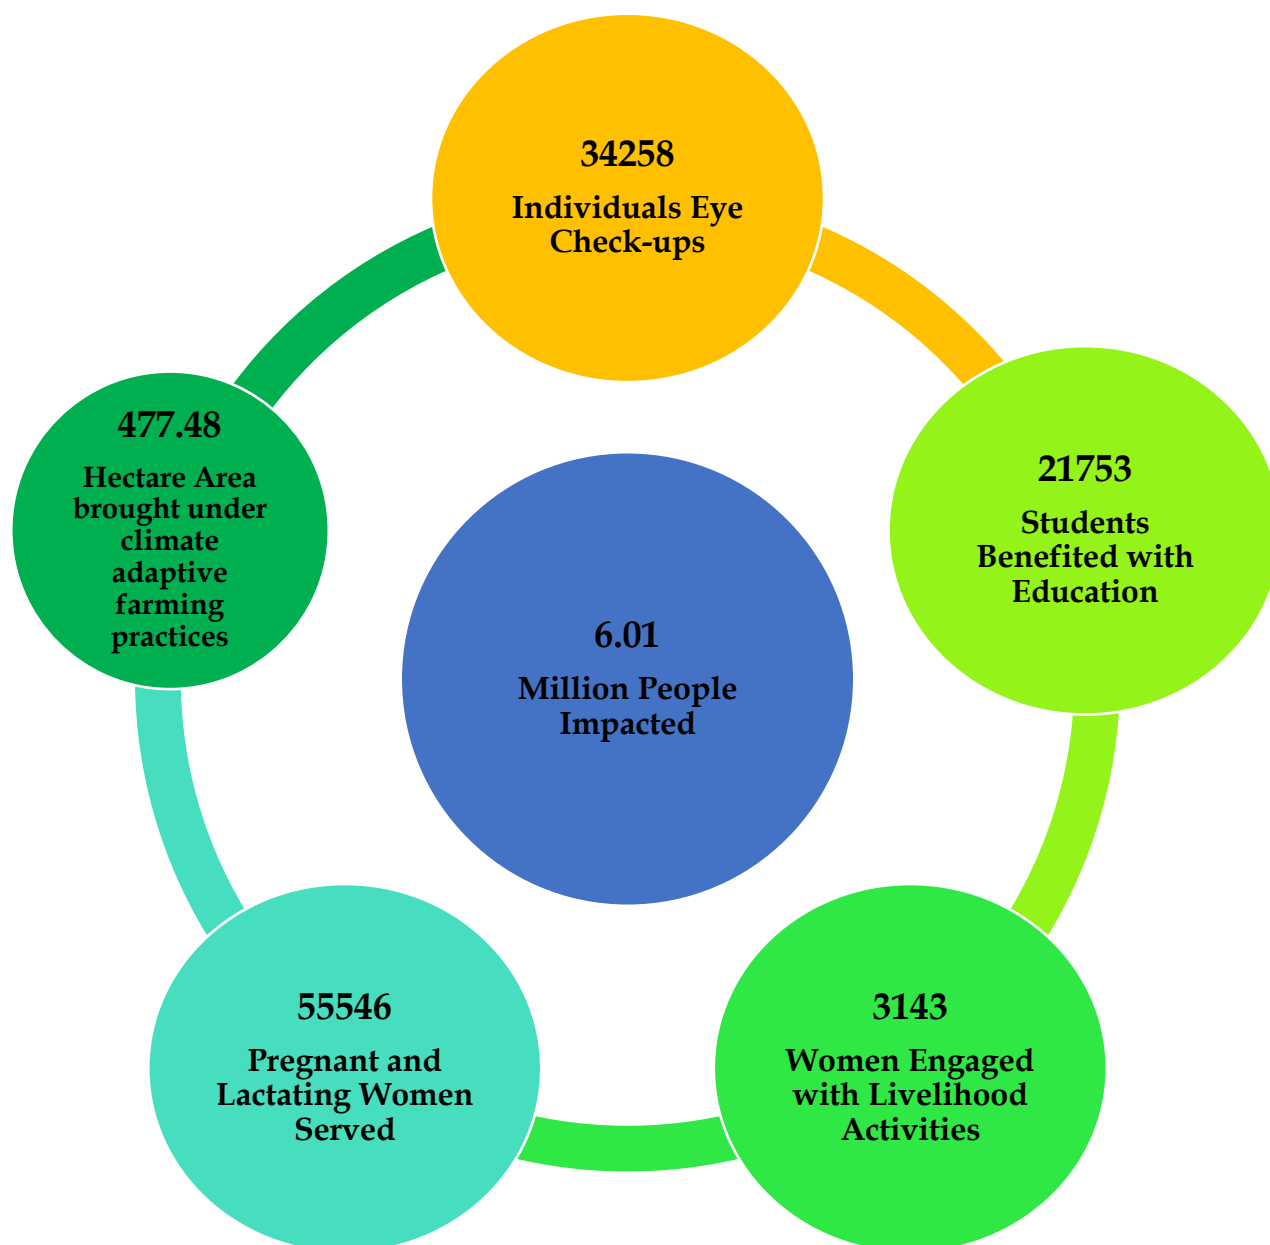 34258
Individuals Eye
Check-ups
21753
Students
Benefited with
Education
3143
Women Engaged
with Livelihood
Activities
55546
Pregnant and
Lactating Women
Served
477.48
Hectare Area
brought under
climate
adaptive
farming
practices
6.01
Million People
Impacted